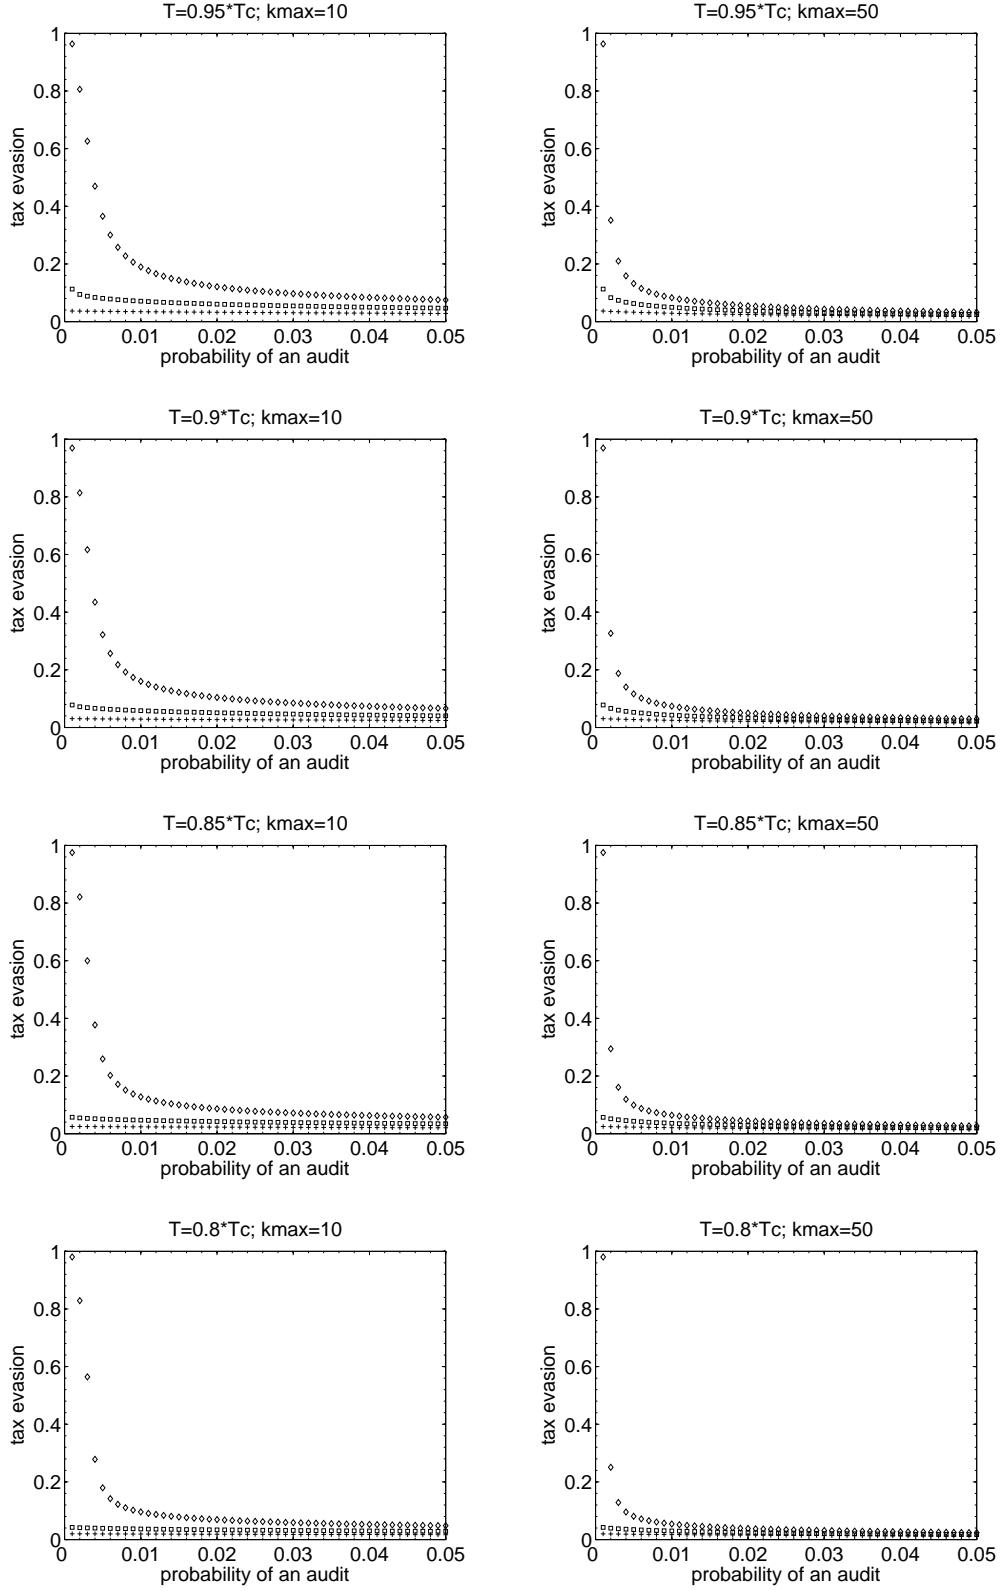 T=0.95*Tc; kmax=10
1
0.8
0.6
0.4
0.2
0
tax evasion
0 0.01 0.02 0.03 0.04 0.05
probability of an audit
T=0.95*Tc; kmax=50
1
0.8
0.6
0.4
0.2
0
tax evasion
0 0.01 0.02 0.03 0.04 0.05
probability of an audit
T=0.9*Tc; kmax=10
1
0.8
0.6
0.4
0.2
0
tax evasion
0 0.01 0.02 0.03 0.04 0.05
probability of an audit
T=0.9*Tc; kmax=50
1
0.8
0.6
0.4
0.2
0
tax evasion
0 0.01 0.02 0.03 0.04 0.05
probability of an audit
T=0.85*Tc; kmax=10
1
0.8
0.6
0.4
0.2
0
tax evasion
0 0.01 0.02 0.03 0.04 0.05
probability of an audit
T=0.85*Tc; kmax=50
1
0.8
0.6
0.4
0.2
0
tax evasion
0 0.01 0.02 0.03 0.04 0.05
probability of an audit
T=0.8*Tc; kmax=10
1
0.8
0.6
0.4
0.2
0
tax evasion
0 0.01 0.02 0.03 0.04 0.05
probability of an audit
T=0.8*Tc; kmax=50
1
0.8
0.6
0.4
0.2
0
tax evasion
0 0.01 0.02 0.03 0.04 0.05
probability of an audit